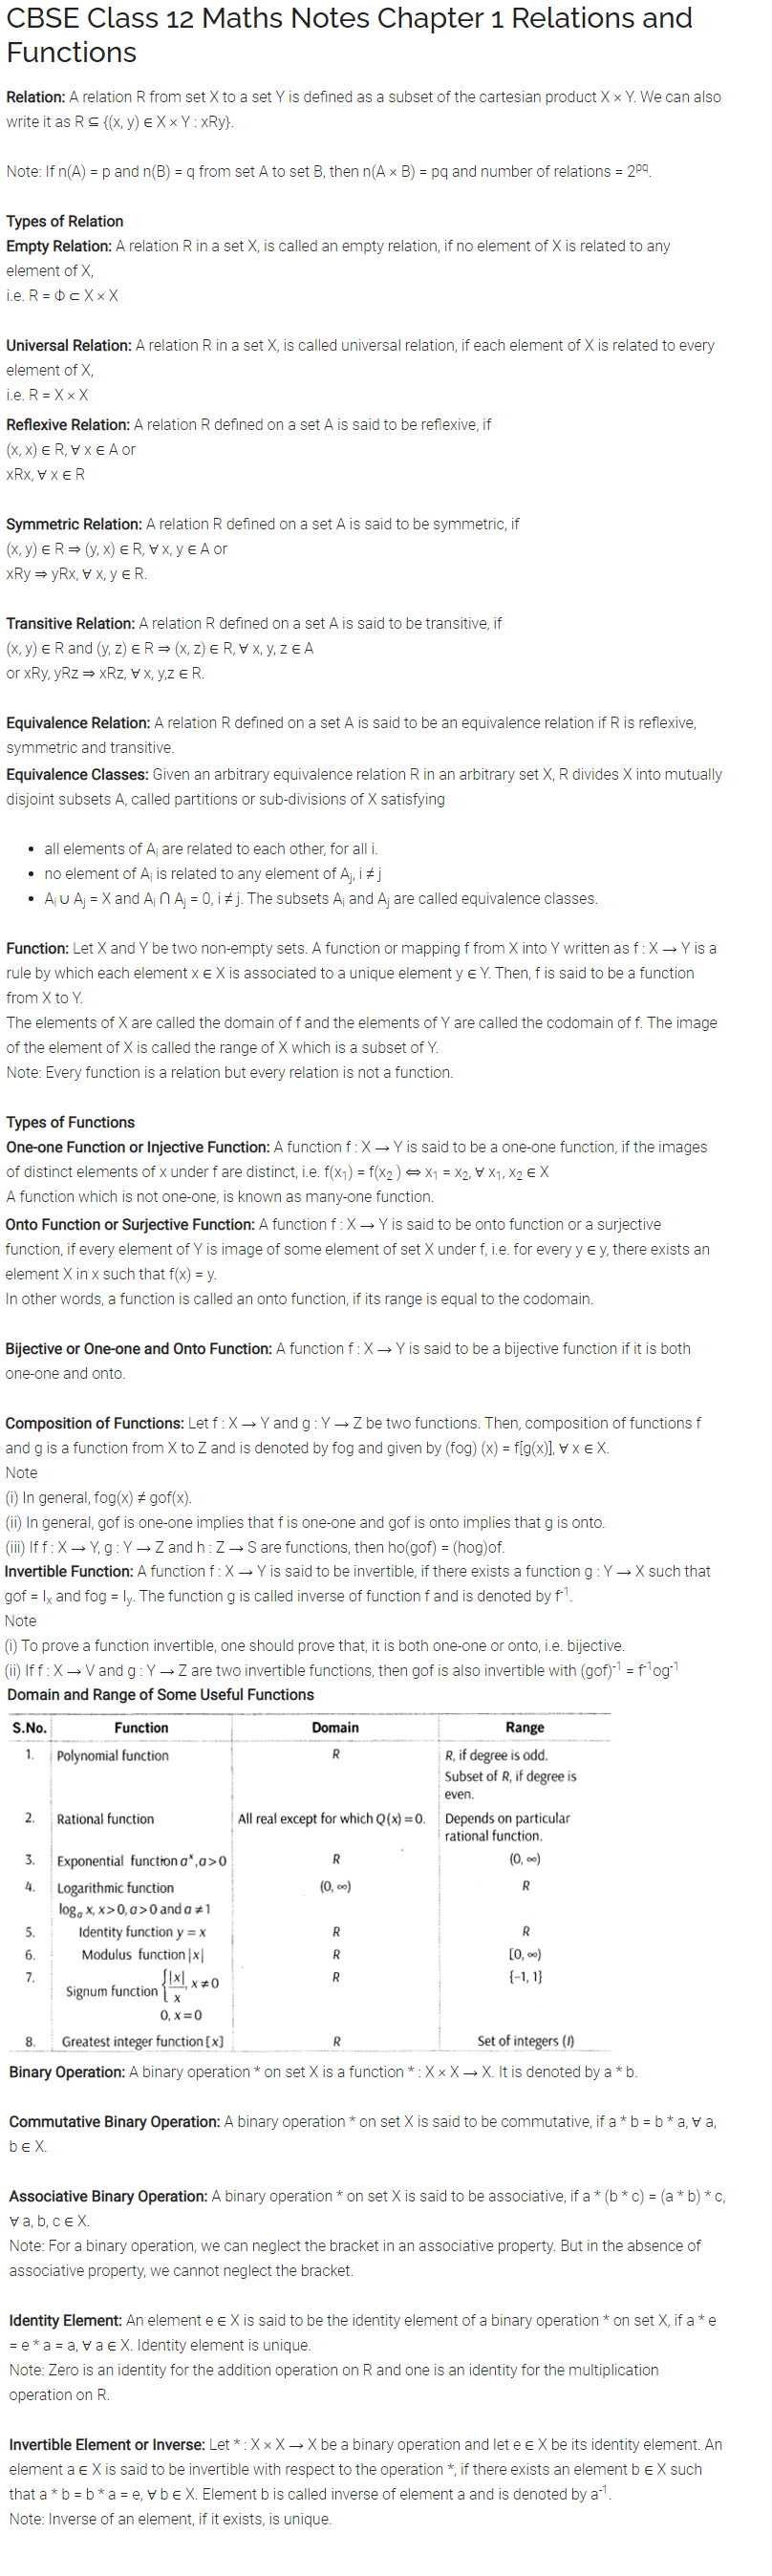 CBSE Class 12 Maths Notes Chapter 1 Relations and
Functions
Relation: A relation R from set X to a set Y is defined as a subset of the cartesian product X × Y. We can also
write it as R ⊆ {(x, y) ∈ X × Y : xRy}.
Note: If n(A) = p and n(B) = q from set A to set B, then n(A × B) = pq and number of relations = 2^pq.
Types of Relation
Empty Relation: A relation R in a set X, is called an empty relation, if no element of X is related to any
element of X,
i.e. R = Φ ⊂ X × X
Universal Relation: A relation R in a set X, is called universal relation, if each element of X is related to every
element of X,
i.e. R = X × X
Reflexive Relation: A relation R defined on a set A is said to be reflexive, if
(x, x) ∈ R, ∀ x ∈ A or
xRx, ∀ x ∈ R
Symmetric Relation: A relation R defined on a set A is said to be symmetric, if
(x, y) ∈ R ⇒ (y, x) ∈ R, ∀ x, y ∈ A or
xRy ⇒ yRx, ∀ x, y ∈ R.
Transitive Relation: A relation R defined on a set A is said to be transitive, if
(x, y) ∈ R and (y, z) ∈ R ⇒ (x, z) ∈ R, ∀ x, y, z ∈ A
or xRy, yRz ⇒ xRz, ∀ x, y,z ∈ R.
Equivalence Relation: A relation R defined on a set A is said to be an equivalence relation if R is reflexive,
symmetric and transitive.
Equivalence Classes: Given an arbitrary equivalence relation R in an arbitrary set X, R divides X into mutually
disjoint subsets A, called partitions or sub-divisions of X satisfying
• all elements of Aᵢ are related to each other, for all i.
• no element of Aᵢ is related to any element of Aⱼ, i ≠ j
• Aᵢ ∪ Aⱼ = X and Aᵢ ∩ Aⱼ = 0, i ≠ j. The subsets Aᵢ and Aⱼ are called equivalence classes.
Function: Let X and Y be two non-empty sets. A function or mapping f from X into Y written as f : X → Y is a
rule by which each element x ∈ X is associated to a unique element y ∈ Y. Then, f is said to be a function
from X to Y.
The elements of X are called the domain of f and the elements of Y are called the codomain of f. The image
of the element of X is called the range of X which is a subset of Y.
Note: Every function is a relation but every relation is not a function.
Types of Functions
One-one Function or Injective Function: A function f : X → Y is said to be a one-one function, if the images
of distinct elements of x under f are distinct, i.e. f(x₁) = f(x₂ ) ⇔ x₁ = x₂, ∀ x₁, x₂ ∈ X
A function which is not one-one, is known as many-one function.
Onto Function or Surjective Function: A function f : X → Y is said to be onto function or a surjective
function, if every element of Y is image of some element of set X under f, i.e. for every y ∈ y, there exists an
element X in x such that f(x) = y.
In other words, a function is called an onto function, if its range is equal to the codomain.
Bijective or One-one and Onto Function: A function f : X → Y is said to be a bijective function if it is both
one-one and onto.
Composition of Functions: Let f : X → Y and g : Y → Z be two functions. Then, composition of functions f
and g is a function from X to Z and is denoted by fog and given by (fog) (x) = f[g(x)], ∀ x ∈ X.
Note
(i) In general, fog(x) ≠ gof(x).
(ii) In general, gof is one-one implies that f is one-one and gof is onto implies that g is onto.
(iii) If f : X → Y, g : Y → Z and h : Z → S are functions, then ho(gof) = (hog)of.
Invertible Function: A function f : X → Y is said to be invertible, if there exists a function g : Y → X such that
gof = Iₓ and fog = Iᵧ. The function g is called inverse of function f and is denoted by f⁻¹.
Note
(i) To prove a function invertible, one should prove that, it is both one-one or onto, i.e. bijective.
(ii) If f : X → V and g : Y → Z are two invertible functions, then gof is also invertible with (gof)⁻¹ = f⁻¹og⁻¹
Domain and Range of Some Useful Functions
S.No. Function Domain Range
1. Polynomial function R R, if degree is odd.
Subset of R, if degree is
even.
2. Rational function All real except for which Q(x) = 0. Depends on particular
rational function.
3. Exponential function aˣ, a > 0 R (0, ∞)
4. Logarithmic function (0, ∞) R
logₐ x, x > 0, a > 0 and a ≠ 1
5. Identity function y = x R R
6. Modulus function |x| R [0, ∞)
7. Signum function { |x|/x, x ≠ 0 R {–1, 1}
0, x = 0
8. Greatest integer function [x] R Set of integers (I)
Binary Operation: A binary operation * on set X is a function * : X × X → X. It is denoted by a * b.
Commutative Binary Operation: A binary operation * on set X is said to be commutative, if a * b = b * a, ∀ a,
b ∈ X.
Associative Binary Operation: A binary operation * on set X is said to be associative, if a * (b * c) = (a * b) * c,
∀ a, b, c ∈ X.
Note: For a binary operation, we can neglect the bracket in an associative property. But in the absence of
associative property, we cannot neglect the bracket.
Identity Element: An element e ∈ X is said to be the identity element of a binary operation * on set X, if a * e
= e * a = a, ∀ a ∈ X. Identity element is unique.
Note: Zero is an identity for the addition operation on R and one is an identity for the multiplication
operation on R.
Invertible Element or Inverse: Let * : X × X → X be a binary operation and let e ∈ X be its identity element. An
element a ∈ X is said to be invertible with respect to the operation *, if there exists an element b ∈ X such
that a * b = b * a = e, ∀ b ∈ X. Element b is called inverse of element a and is denoted by a⁻¹.
Note: Inverse of an element, if it exists, is unique.